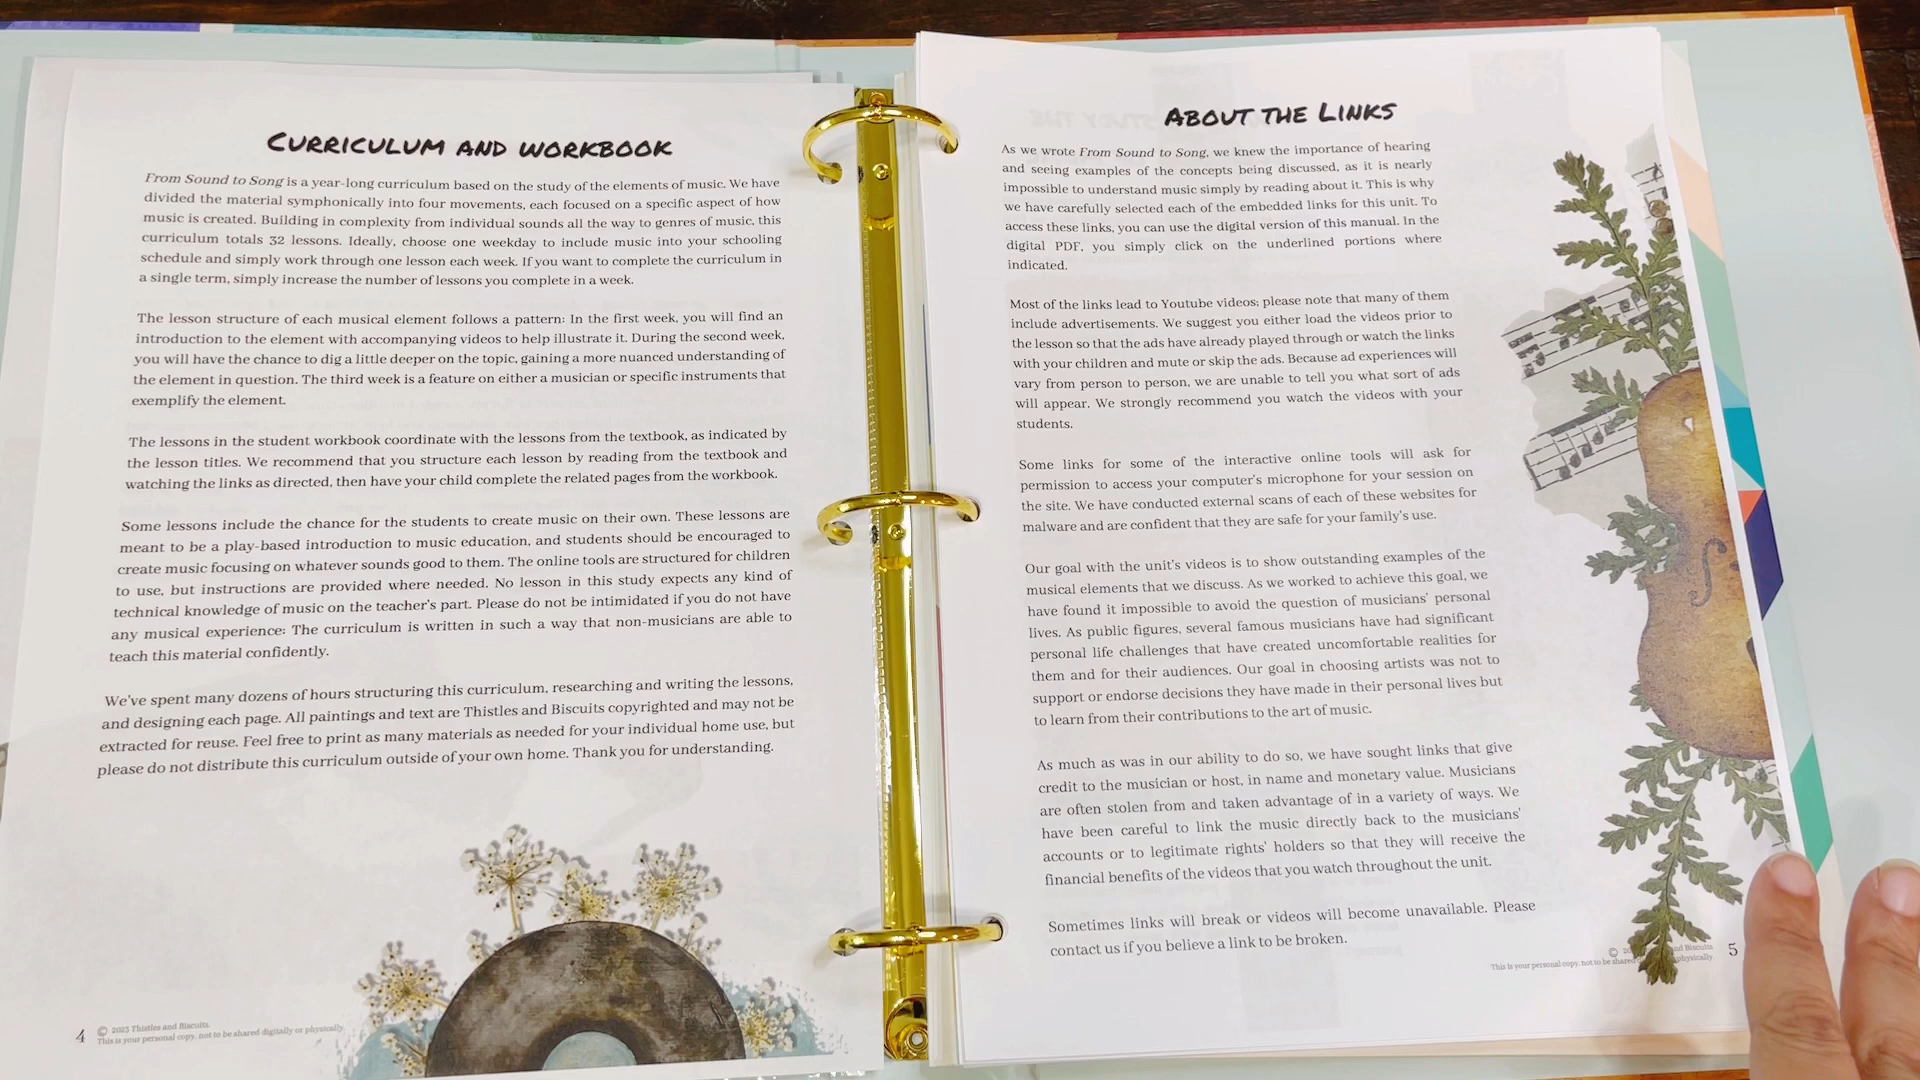 CURRICULUM AND WORKBOOK
From Sound to Song is a year-long curriculum based on the study of the elements of music. We have
divided the material symphonically into four movements, each focused on a specific aspect of how
music is created. Building in complexity from individual sounds all the way to genres of music, this
curriculum totals 32 lessons. Ideally, choose one weekday to include music into your schooling
schedule and simply work through one lesson each week. If you want to complete the curriculum in
a single term, simply increase the number of lessons you complete in a week.
The lesson structure of each musical element follows a pattern: In the first week, you will find an
introduction to the element with accompanying videos to help illustrate it. During the second week,
you will have the chance to dig a little deeper on the topic, gaining a more nuanced understanding of
the element in question. The third week is a feature on either a musician or specific instruments that
exemplify the element.
The lessons in the student workbook coordinate with the lessons from the textbook, as indicated by
the lesson titles. We recommend that you structure each lesson by reading from the textbook and
watching the links as directed, then have your child complete the related pages from the workbook.
Some lessons include the chance for the students to create music on their own. These lessons are
meant to be a play-based introduction to music education, and students should be encouraged to
create music focusing on whatever sounds good to them. The online tools are structured for children
to use, but instructions are provided where needed. No lesson in this study expects any kind of
technical knowledge of music on the teacher's part. Please do not be intimidated if you do not have
any musical experience: The curriculum is written in such a way that non-musicians are able to
teach this material confidently.
We've spent many dozens of hours structuring this curriculum, researching and writing the lessons,
and designing each page. All paintings and text are Thistles and Biscuits copyrighted and may not be
extracted for reuse. Feel free to print as many materials as needed for your individual home use, but
please do not distribute this curriculum outside of your own home. Thank you for understanding.
4
© 2023 Thistles and Biscuits.
This is your personal copy, not to be shared digitally or physically.
ABOUT THE LINKS
As we wrote From Sound to Song, we knew the importance of hearing
and seeing examples of the concepts being discussed, as it is nearly
impossible to understand music simply by reading about it. This is why
we have carefully selected each of the embedded links for this unit. To
access these links, you can use the digital version of this manual. In the
digital PDF, you simply click on the underlined portions where
indicated.
Most of the links lead to Youtube videos; please note that many of them
include advertisements. We suggest you either load the videos prior to
the lesson so that the ads have already played through or watch the links
with your children and mute or skip the ads. Because ad experiences will
vary from person to person, we are unable to tell you what sort of ads
will appear. We strongly recommend you watch the videos with your
students.
Some links for some of the interactive online tools will ask for
permission to access your computer's microphone for your session on
the site. We have conducted external scans of each of these websites for
malware and are confident that they are safe for your family's use.
Our goal with the unit's videos is to show outstanding examples of the
musical elements that we discuss. As we worked to achieve this goal, we
have found it impossible to avoid the question of musicians' personal
lives. As public figures, several famous musicians have had significant
personal life challenges that have created uncomfortable realities for
them and for their audiences. Our goal in choosing artists was not to
support or endorse decisions they have made in their personal lives but
to learn from their contributions to the art of music.
As much as was in our ability to do so, we have sought links that give
credit to the musician or host, in name and monetary value. Musicians
are often stolen from and taken advantage of in a variety of ways. We
have been careful to link the music directly back to the musicians'
accounts or to legitimate rights' holders so that they will receive the
financial benefits of the videos that you watch throughout the unit.
Sometimes links will break or videos will become unavailable. Please
contact us if you believe a link to be broken.
© and Biscuits
This is your personal copy, not to be physically.
5